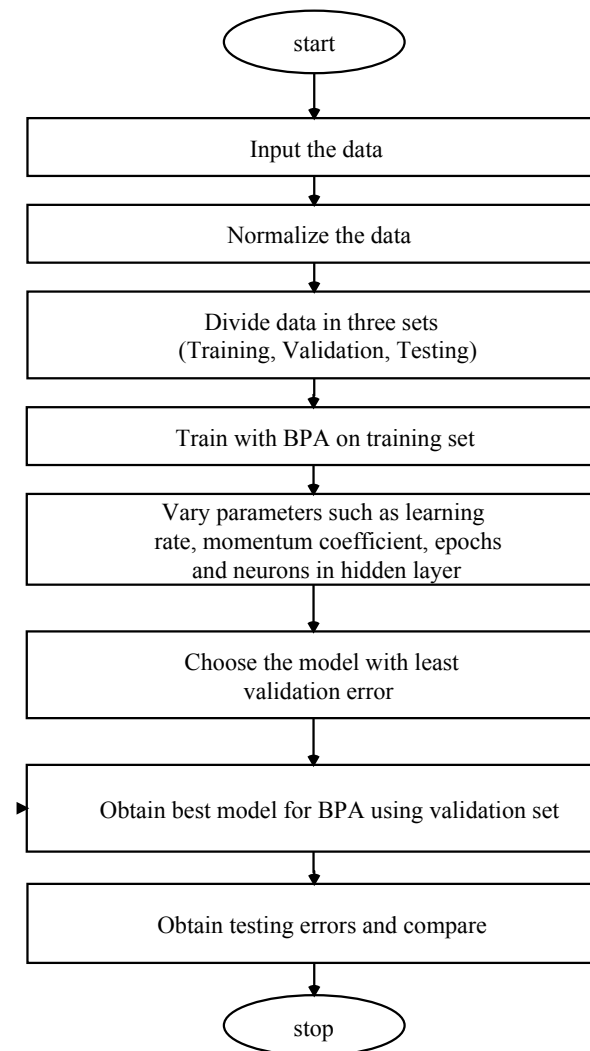 start
Input the data
Normalize the data
Divide data in three sets
(Training, Validation, Testing)
Train with BPA on training set
Vary parameters such as learning
rate, momentum coefficient, epochs
and neurons in hidden layer
Choose the model with least
validation error
Obtain best model for BPA using validation set
Obtain testing errors and compare
stop